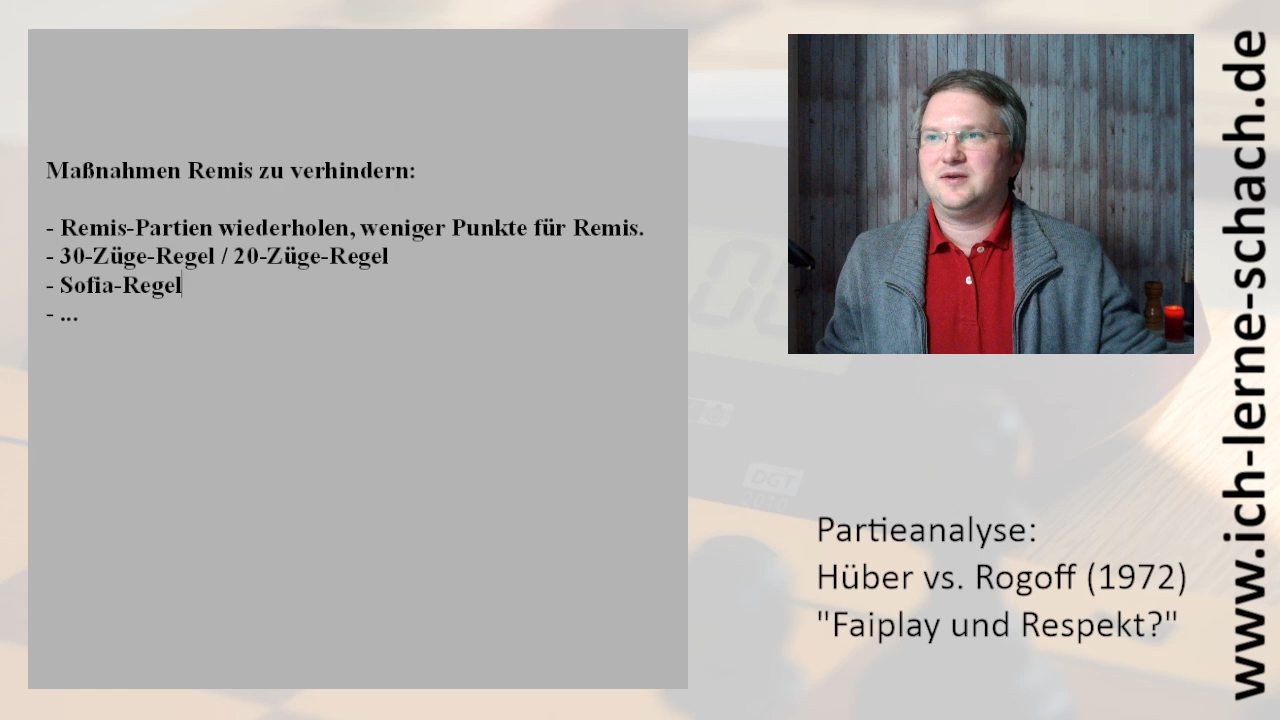 Maßnahmen Remis zu verhindern:
- Remis-Partien wiederholen, weniger Punkte für Remis.
- 30-Züge-Regel / 20-Züge-Regel
- Sofia-Regel
- ...
DGT
Partieanalyse:
Hüber vs. Rogoff (1972)
"Faiplay und Respekt?"
www.ich-lerne-schach.de